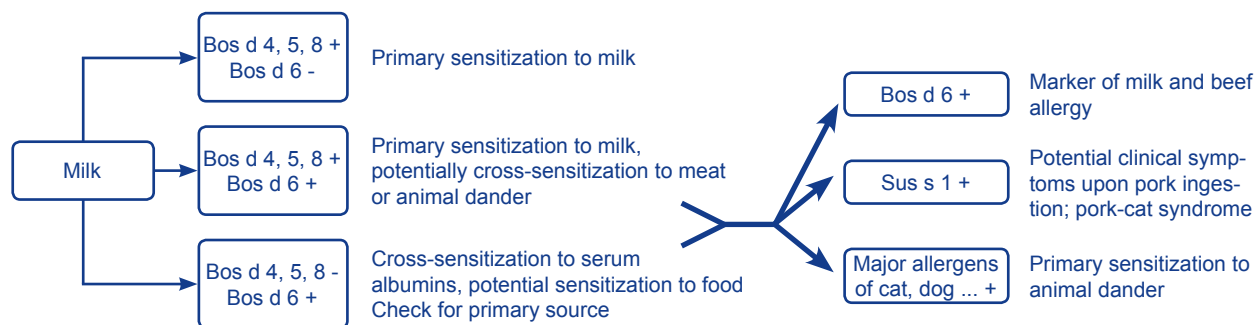 Milk
Bos d 4, 5, 8 +
Bos d 6 -
Primary sensitization to milk
Bos d 4, 5, 8 +
Bos d 6 +
Primary sensitization to milk,
potentially cross-sensitization to meat
or animal dander
Bos d 4, 5, 8 -
Bos d 6 +
Cross-sensitization to serum
albumins, potential sensitization to food
Check for primary source
Bos d 6 +
Marker of milk and beef
allergy
Sus s 1 +
Potential clinical symp-
toms upon pork inges-
tion; pork-cat syndrome
Major allergens
of cat, dog ... +
Primary sensitization to
animal dander